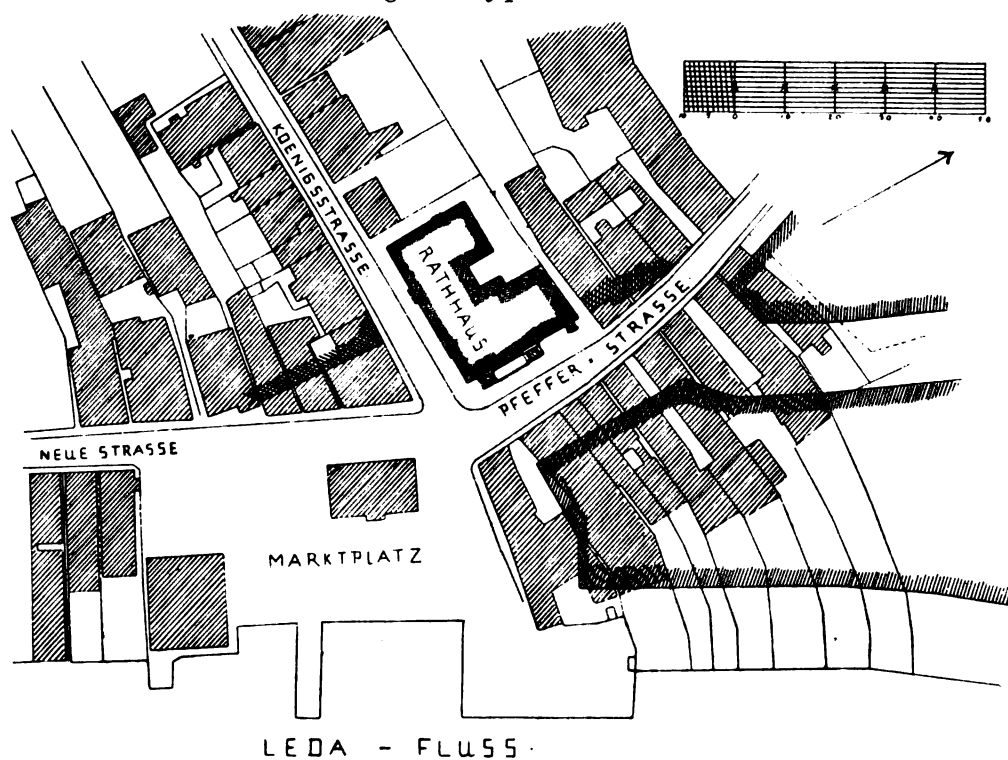 KOENIGSSTRASSE
RATHHAUS
PFEFFER · STRASSE
NEUE STRASSE
MARKTPLATZ
LEDA - FLUSS.